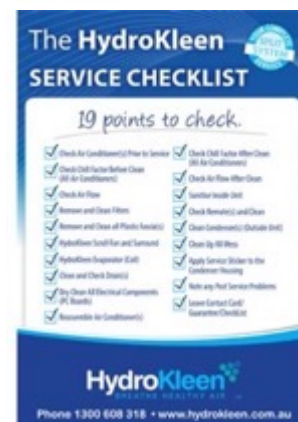 The HydroKleen
SERVICE CHECKLIST
SPLIT
SYSTEM
19 points to check.
Check Air Conditioner(s) Prior to Service
Check Chill Factor Before Clean
(All Air Conditioners)
Check Air Flow
Remove and Clean Filters
Remove and Clean all Plastic Fascia(s)
HydroKleen Scroll Fan and Surround
HydroKleen Evaporator (Coil)
Clean and Check Drain(s)
Dry Clean All Electrical Components
(PC Boards)
Reassemble Air Conditioner(s)
Check Chill Factor After Clean
(All Air Conditioners)
Check Air Flow After Clean
Sanitise Inside Unit
Check Remote(s) and Clean
Clean Condenser(s) (Outside Unit)
Clean Up All Mess
Apply Service Sticker to the
Condenser Housing
Note any Post Service Problems
Leave Contact Card/
Guarantee/CheckList
HydroKleen
BREATHE HEALTHY AIR
Phone 1300 608 318 • www.hydrokleen.com.au